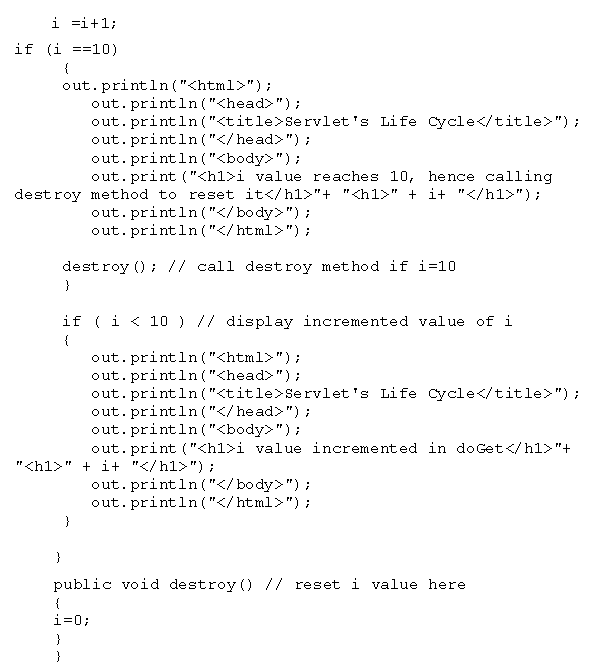 i =i+1;
if (i ==10)
{
out.println("<html>");
out.println("<head>");
out.println("<title>Servlet's Life Cycle</title>");
out.println("</head>");
out.println("<body>");
out.print("<h1>i value reaches 10, hence calling
destroy method to reset it</h1>"+ "<h1>" + i+ "</h1>");
out.println("</body>");
out.println("</html>");
destroy(); // call destroy method if i=10
}
if ( i < 10 ) // display incremented value of i
{
out.println("<html>");
out.println("<head>");
out.println("<title>Servlet's Life Cycle</title>");
out.println("</head>");
out.println("<body>");
out.print("<h1>i value incremented in doGet</h1>"+
"<h1>" + i+ "</h1>");
out.println("</body>");
out.println("</html>");
}
}
public void destroy() // reset i value here
{
i=0;
}
}